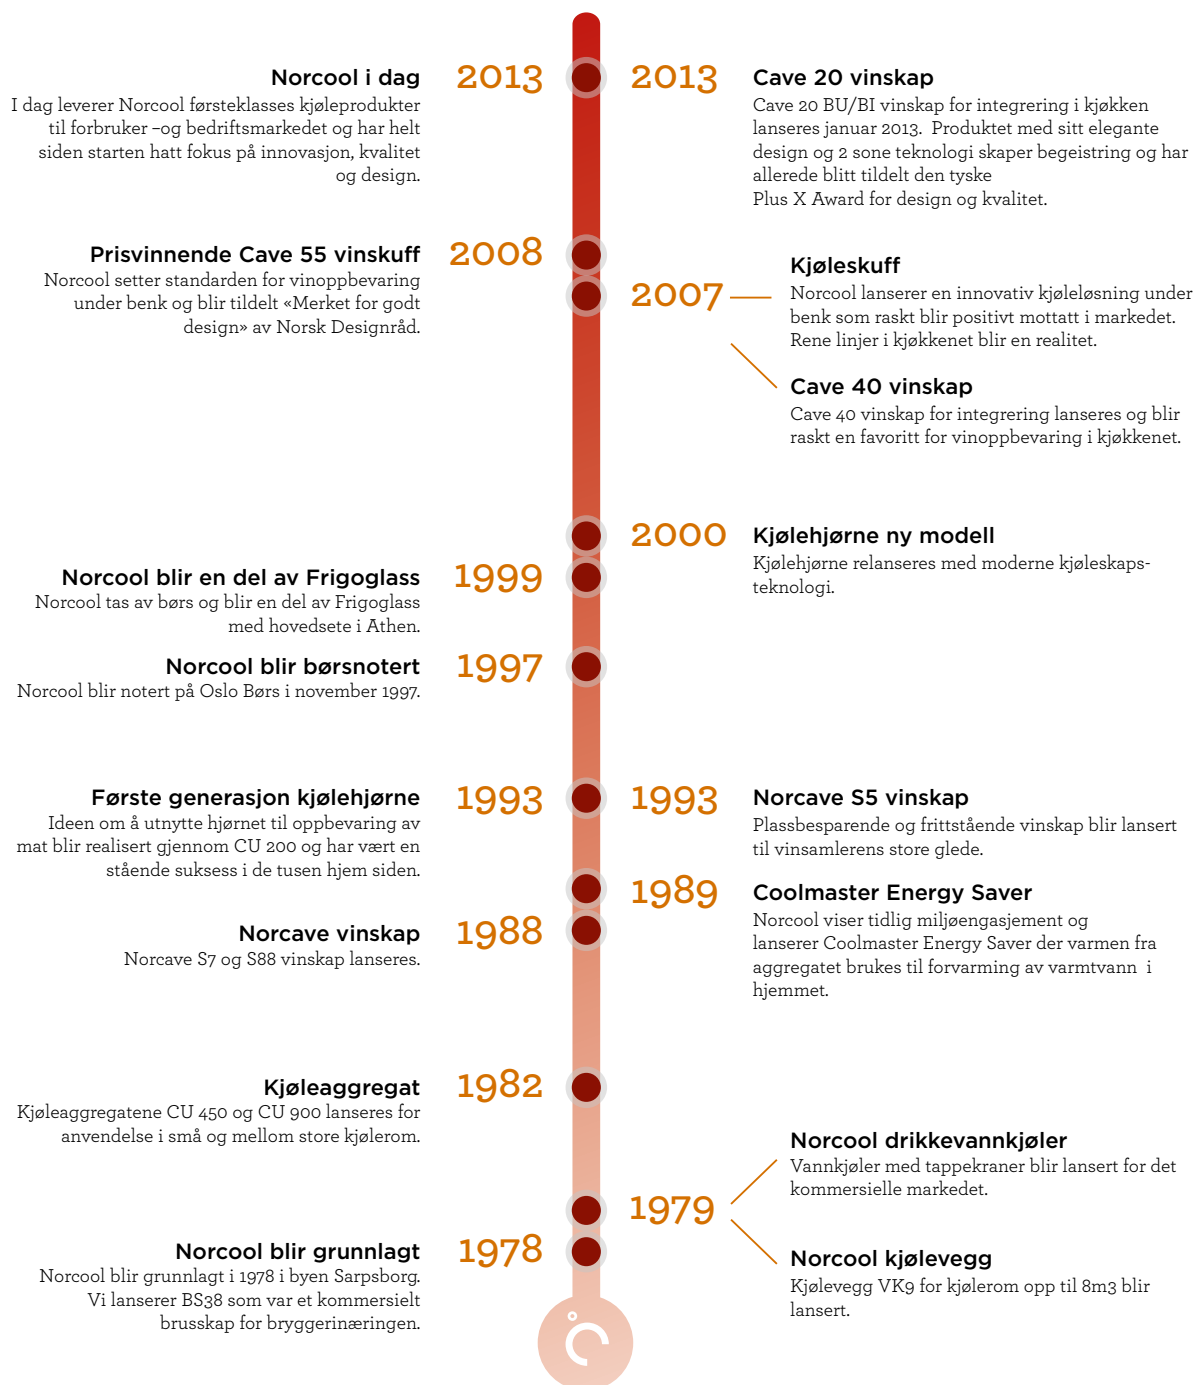 Norcool i dag
2013
I dag leverer Norcool førsteklasses kjøleprodukter
til forbruker –og bedriftsmarkedet og har helt
siden starten hatt fokus på innovasjon, kvalitet
og design.
2013
Cave 20 vinskap
Cave 20 BU/BI vinskap for integrering i kjøkken
lanseres januar 2013.  Produktet med sitt elegante
design og 2 sone teknologi skaper begeistring og har
allerede blitt tildelt den tyske
Plus X Award for design og kvalitet.
Prisvinnende Cave 55 vinskuff
2008
Norcool setter standarden for vinoppbevaring
under benk og blir tildelt «Merket for godt
design» av Norsk Designråd.
2007
Kjøleskuff
Norcool lanserer en innovativ kjøleløsning under
benk som raskt blir positivt mottatt i markedet.
Rene linjer i kjøkkenet blir en realitet.
Cave 40 vinskap
Cave 40 vinskap for integrering lanseres og blir
raskt en favoritt for vinoppbevaring i kjøkkenet.
2000
Kjølehjørne ny modell
Kjølehjørne relanseres med moderne kjøleskaps-
teknologi.
Norcool blir en del av Frigoglass
1999
Norcool tas av børs og blir en del av Frigoglass
med hovedsete i Athen.
Norcool blir børsnotert
1997
Norcool blir notert på Oslo Børs i november 1997.
Første generasjon kjølehjørne
1993
Ideen om å utnytte hjørnet til oppbevaring av
mat blir realisert gjennom CU 200 og har vært en
stående suksess i de tusen hjem siden.
1993
Norcave S5 vinskap
Plassbesparende og frittstående vinskap blir lansert
til vinsamlerens store glede.
1989
Coolmaster Energy Saver
Norcool viser tidlig miljøengasjement og
lanserer Coolmaster Energy Saver der varmen fra
aggregatet brukes til forvarming av varmtvann  i
hjemmet.
Norcave vinskap
1988
Norcave S7 og S88 vinskap lanseres.
Kjøleaggregat
1982
Kjøleaggregatene CU 450 og CU 900 lanseres for
anvendelse i små og mellom store kjølerom.
1979
Norcool drikkevannkjøler
Vannkjøler med tappekraner blir lansert for det
kommersielle markedet.
Norcool kjølevegg
Kjølevegg VK9 for kjølerom opp til 8m3 blir
lansert.
Norcool blir grunnlagt
1978
Norcool blir grunnlagt i 1978 i byen Sarpsborg.
Vi lanserer BS38 som var et kommersielt
brusskap for bryggerinæringen.